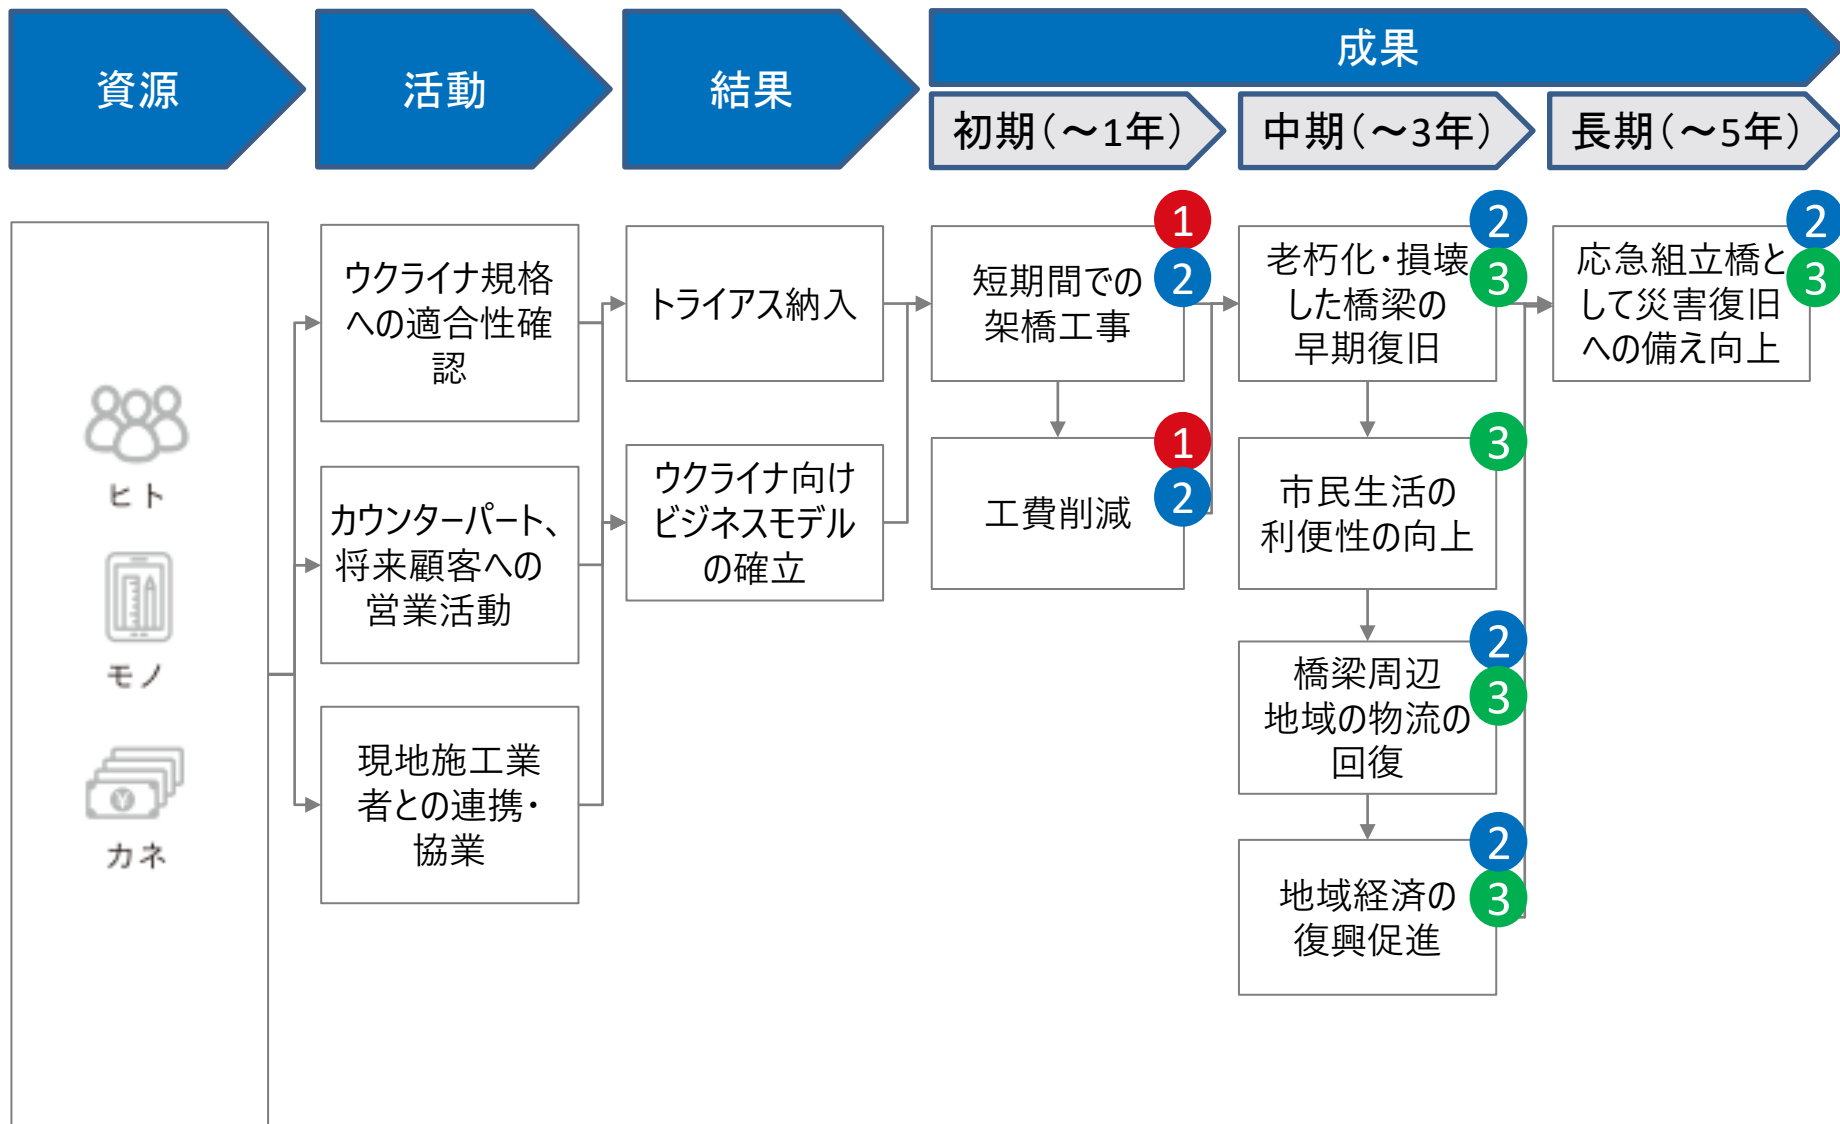 資源
活動
結果
成果
初期(～1年)
中期(～3年)
長期(～5年)
ヒト
モノ
カネ
ウクライナ規格
への適合性確
認
カウンターパート、
将来顧客への
営業活動
現地施工業
者との連携・
協業
トライアス納入
ウクライナ向け
ビジネスモデル
の確立
1
2
短期間での
架橋工事
1
2
工費削減
2
3
老朽化・損壊
した橋梁の
早期復旧
3
市民生活の
利便性の向上
2
3
橋梁周辺
地域の物流の
回復
2
3
地域経済の
復興促進
2
3
応急組立橋と
して災害復旧
への備え向上